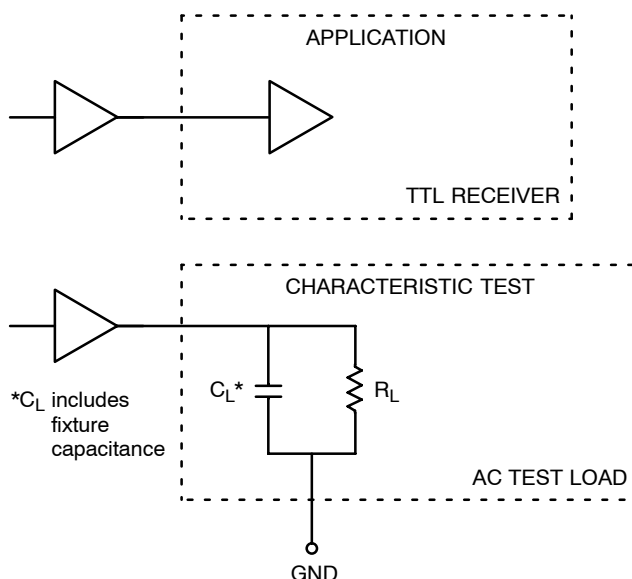 APPLICATION
TTL RECEIVER
CHARACTERISTIC TEST
*CL includes
fixture
capacitance
CL*
RL
AC TEST LOAD
GND